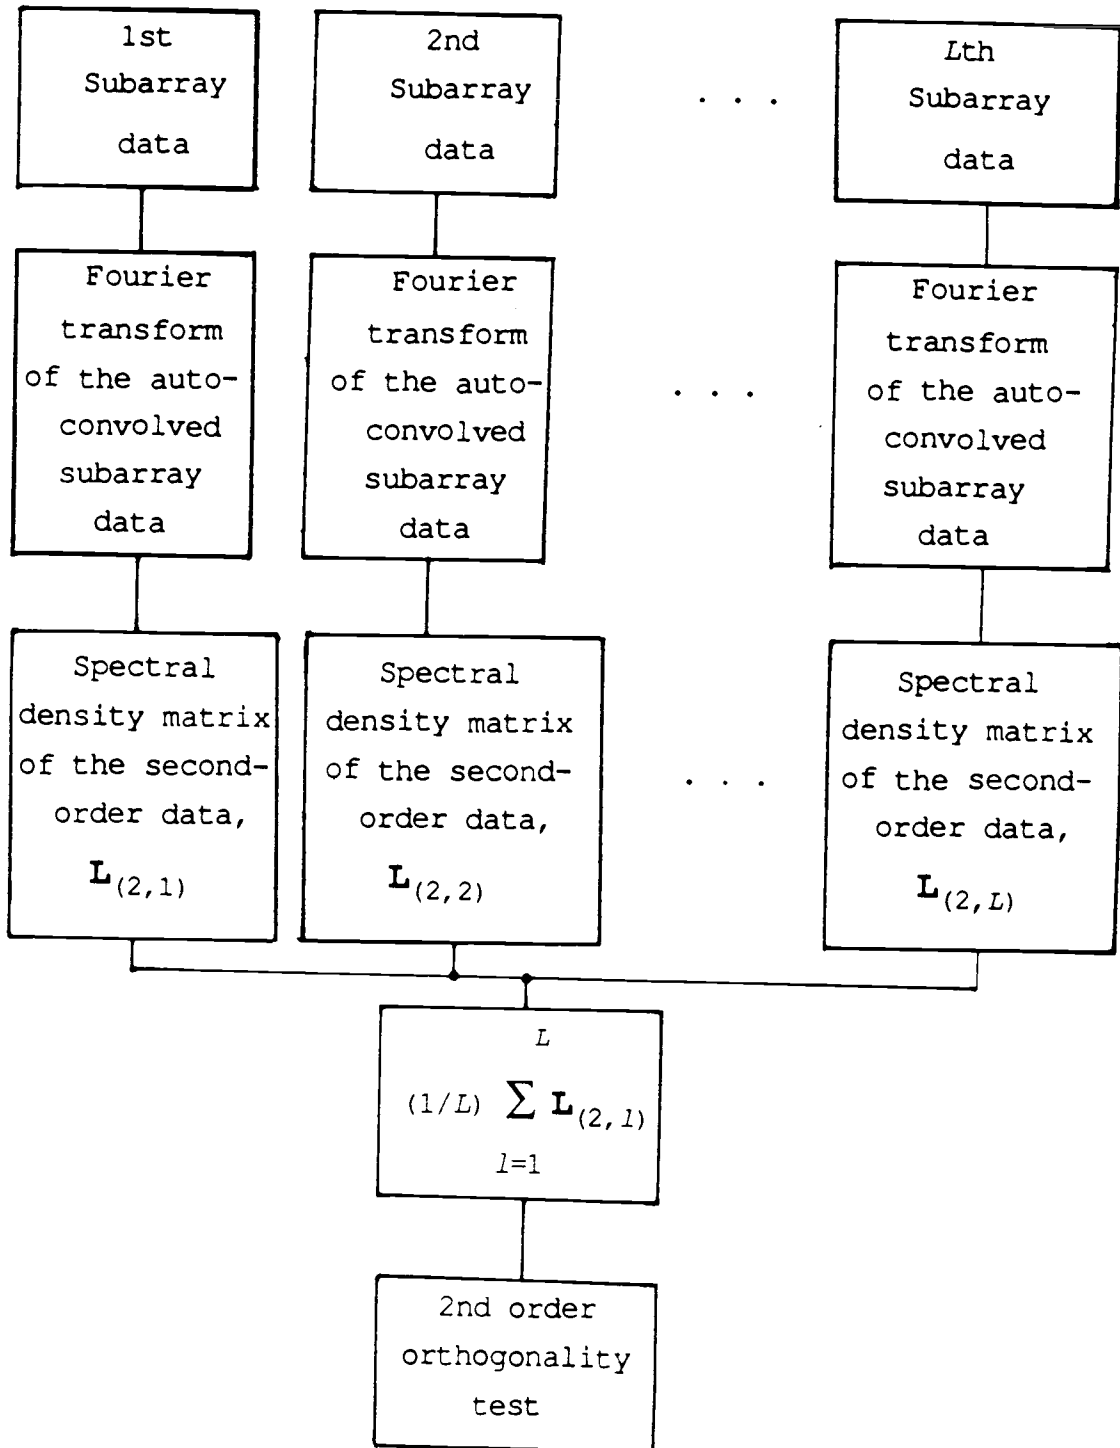 1st
Subarray
data
2nd
Subarray
data
. . .
Lth
Subarray
data
Fourier
transform
of the auto-
convolved
subarray
data
Fourier
transform
of the auto-
convolved
subarray
data
. . .
Fourier
transform
of the auto-
convolved
subarray
data
Spectral
density matrix
of the second-
order data,
L(2,1)
Spectral
density matrix
of the second-
order data,
L(2,2)
. . .
Spectral
density matrix
of the second-
order data,
L(2,L)
L
(1/L) ∑ L(2,l)
l=1
2nd order
orthogonality
test